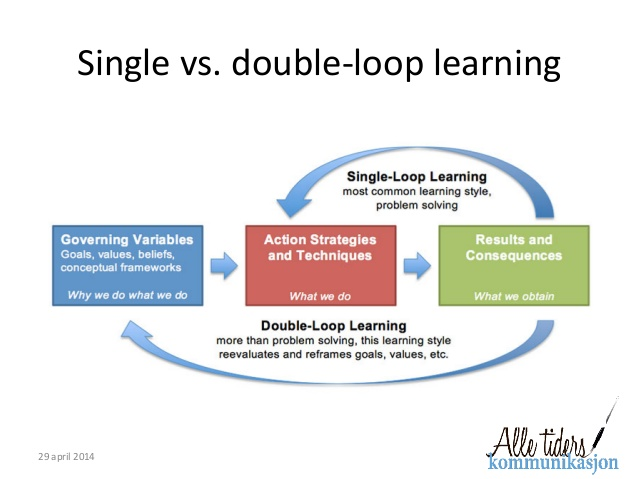 Single vs. double-loop learning
Single-Loop Learning
most common learning style,
problem solving
Governing Variables
Goals, values, beliefs,
conceptual frameworks
Why we do what we do
Action Strategies
and Techniques
What we do
Results and
Consequences
What we obtain
Double-Loop Learning
more than problem solving, this learning style
reevaluates and reframes goals, values, etc.
29 april 2014
Alle tiders
kommunikasjon